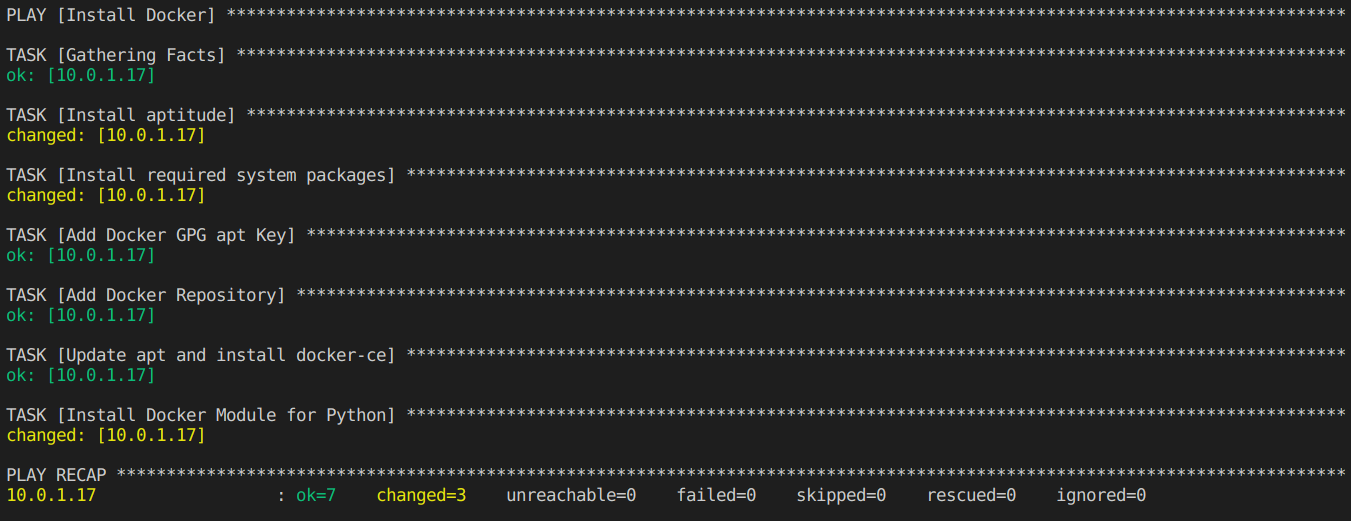 PLAY [Install Docker] ****************************************************************************************************************
TASK [Gathering Facts] ***************************************************************************************************************
ok: [10.0.1.17]
TASK [Install aptitude] **************************************************************************************************************
changed: [10.0.1.17]
TASK [Install required system packages] **********************************************************************************************
changed: [10.0.1.17]
TASK [Add Docker GPG apt Key] ********************************************************************************************************
ok: [10.0.1.17]
TASK [Add Docker Repository] *********************************************************************************************************
ok: [10.0.1.17]
TASK [Update apt and install docker-ce] **********************************************************************************************
ok: [10.0.1.17]
TASK [Install Docker Module for Python] **********************************************************************************************
changed: [10.0.1.17]
PLAY RECAP ***************************************************************************************************************************
10.0.1.17                  : ok=7    changed=3    unreachable=0    failed=0    skipped=0    rescued=0    ignored=0